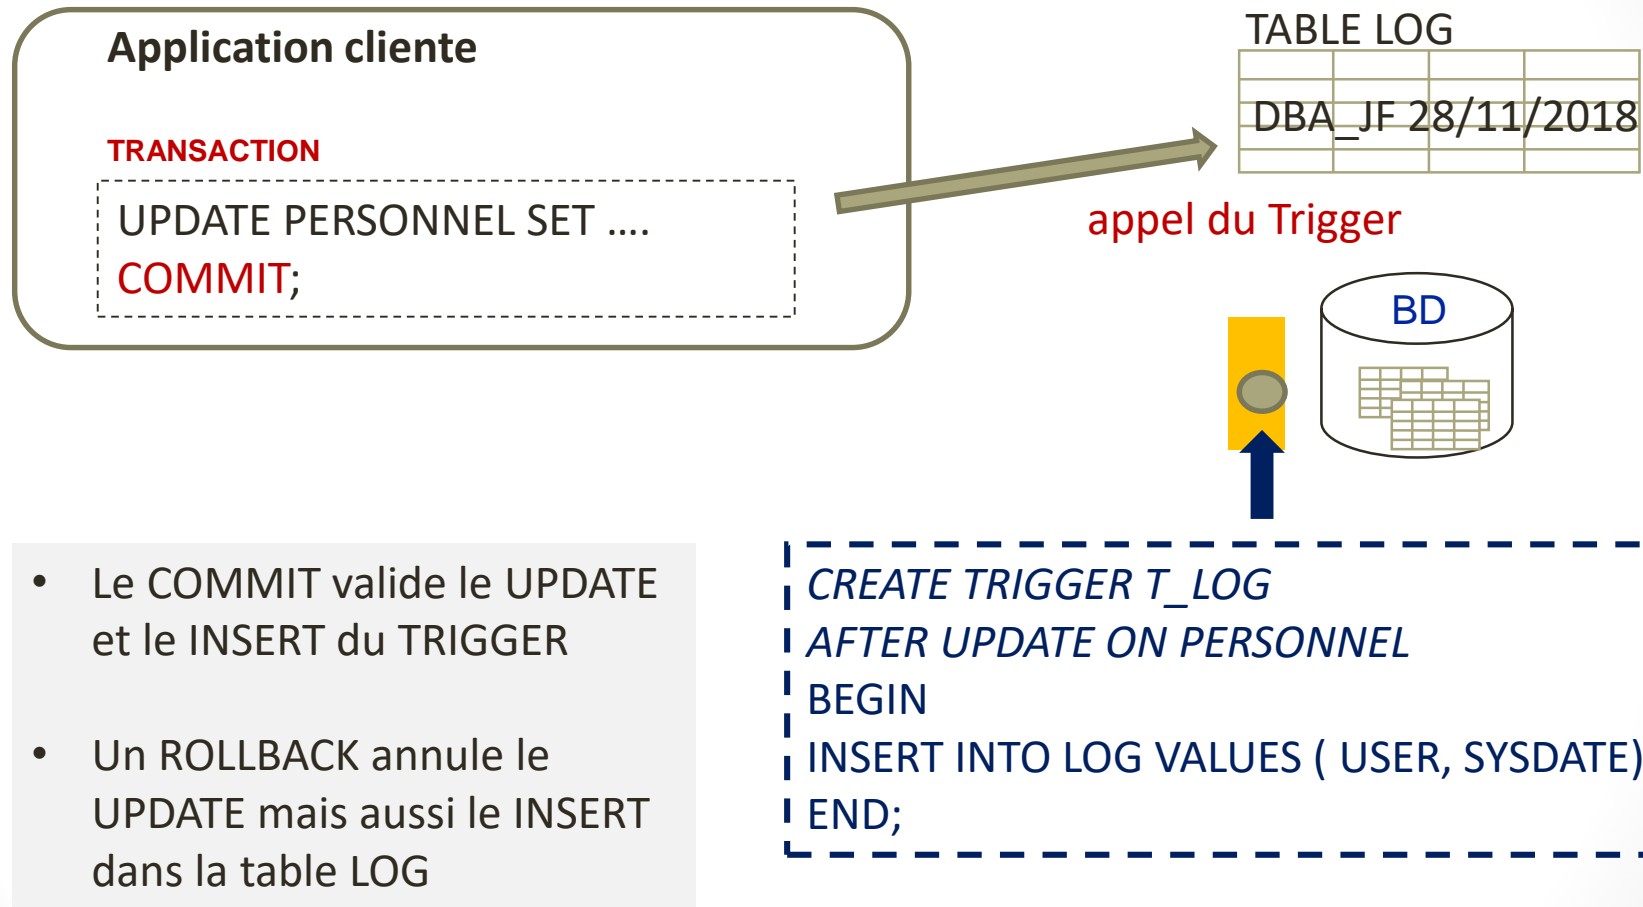 Application cliente
TRANSACTION
UPDATE PERSONNEL SET ....
COMMIT;
TABLE LOG
DBA_JF 28/11/2018
appel du Trigger
BD
• Le COMMIT valide le UPDATE
et le INSERT du TRIGGER
• Un ROLLBACK annule le
UPDATE mais aussi le INSERT
dans la table LOG
CREATE TRIGGER T_LOG
AFTER UPDATE ON PERSONNEL
BEGIN
INSERT INTO LOG VALUES ( USER, SYSDATE)
END;